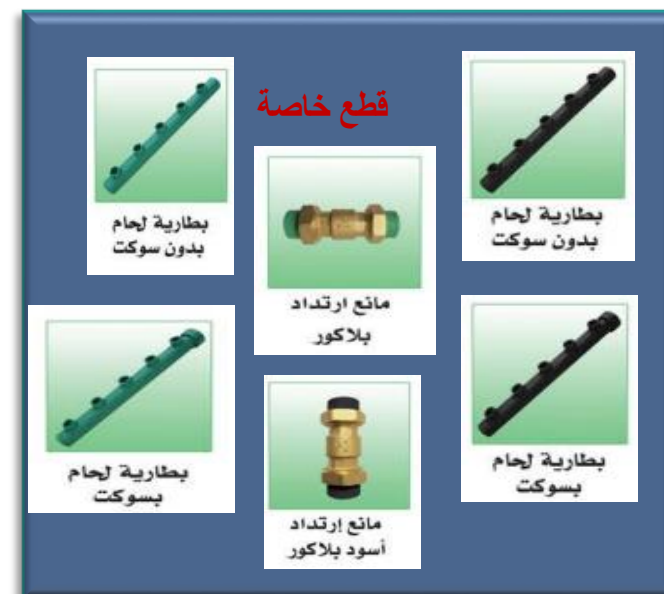 قطع خاصة
بطارية لحام
بدون سوكت
بطارية لحام
بدون سوكت
مانع ارتداد
بلاكور
بطارية لحام
بسوكت
بطارية لحام
بسوكت
مانع إرتداد
أسود بلاكور